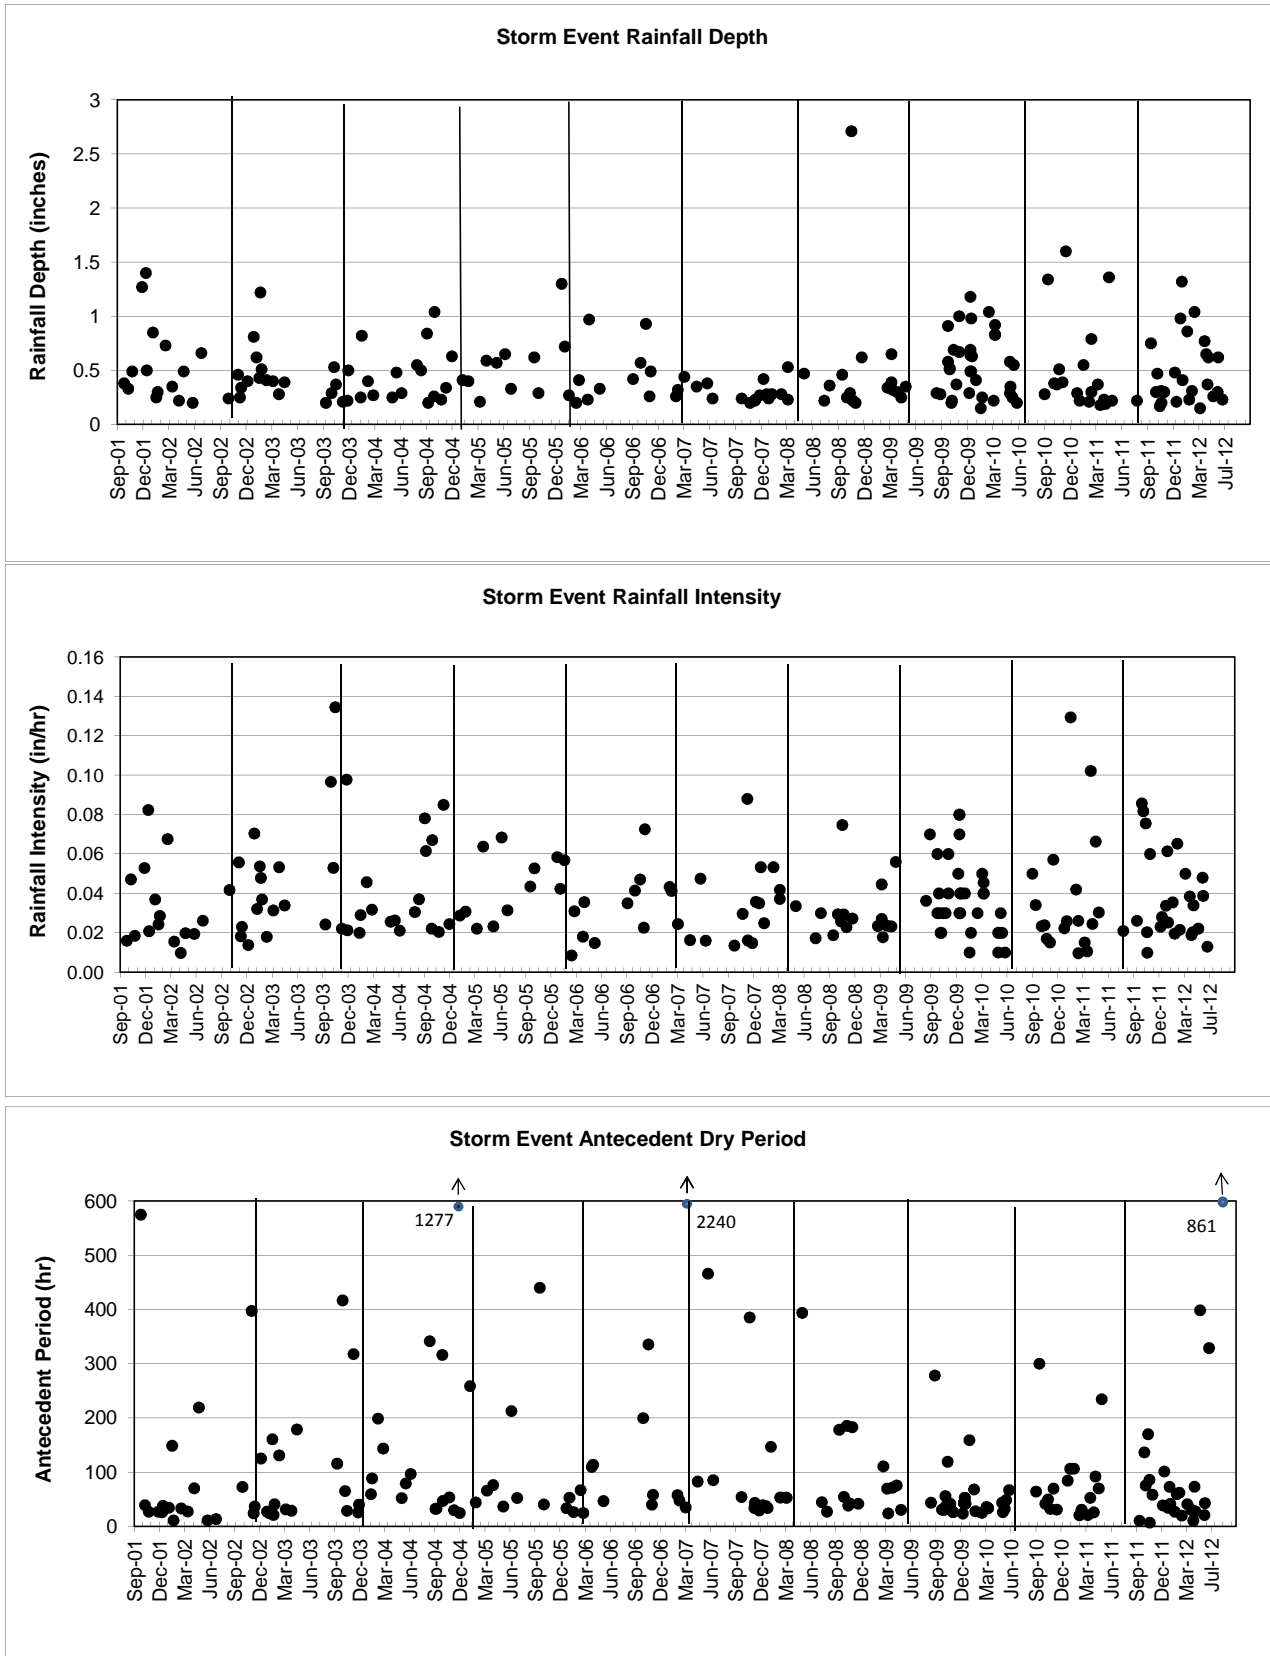 Storm Event Rainfall Depth
3
2.5
2
1.5
1
0.5
0
Rainfall Depth (inches)
Sep-01 Dec-01 Mar-02 Jun-02 Sep-02 Dec-02 Mar-03 Jun-03 Sep-03 Dec-03 Mar-04 Jun-04 Sep-04 Dec-04 Mar-05 Jun-05 Sep-05 Dec-05 Mar-06 Jun-06 Sep-06 Dec-06 Mar-07 Jun-07 Sep-07 Dec-07 Mar-08 Jun-08 Sep-08 Dec-08 Mar-09 Jun-09 Sep-09 Dec-09 Mar-10 Jun-10 Sep-10 Dec-10 Mar-11 Jun-11 Sep-11 Dec-11 Mar-12 Jul-12
Storm Event Rainfall Intensity
0.16
0.14
0.12
0.10
0.08
0.06
0.04
0.02
0.00
Rainfall Intensity (in/hr)
Sep-01 Dec-01 Mar-02 Jun-02 Sep-02 Dec-02 Mar-03 Jun-03 Sep-03 Dec-03 Mar-04 Jun-04 Sep-04 Dec-04 Mar-05 Jun-05 Sep-05 Dec-05 Mar-06 Jun-06 Sep-06 Dec-06 Mar-07 Jun-07 Sep-07 Dec-07 Mar-08 Jun-08 Sep-08 Dec-08 Mar-09 Jun-09 Sep-09 Dec-09 Mar-10 Jun-10 Sep-10 Dec-10 Mar-11 Jun-11 Sep-11 Dec-11 Mar-12 Jul-12
Storm Event Antecedent Dry Period
600
1277 2240 861
500
400
300
200
100
0
Antecedent Period (hr)
Sep-01 Dec-01 Mar-02 Jun-02 Sep-02 Dec-02 Mar-03 Jun-03 Sep-03 Dec-03 Mar-04 Jun-04 Sep-04 Dec-04 Mar-05 Jun-05 Sep-05 Dec-05 Mar-06 Jun-06 Sep-06 Dec-06 Mar-07 Jun-07 Sep-07 Dec-07 Mar-08 Jun-08 Sep-08 Dec-08 Mar-09 Jun-09 Sep-09 Dec-09 Mar-10 Jun-10 Sep-10 Dec-10 Mar-11 Jun-11 Sep-11 Dec-11 Mar-12 Jul-12